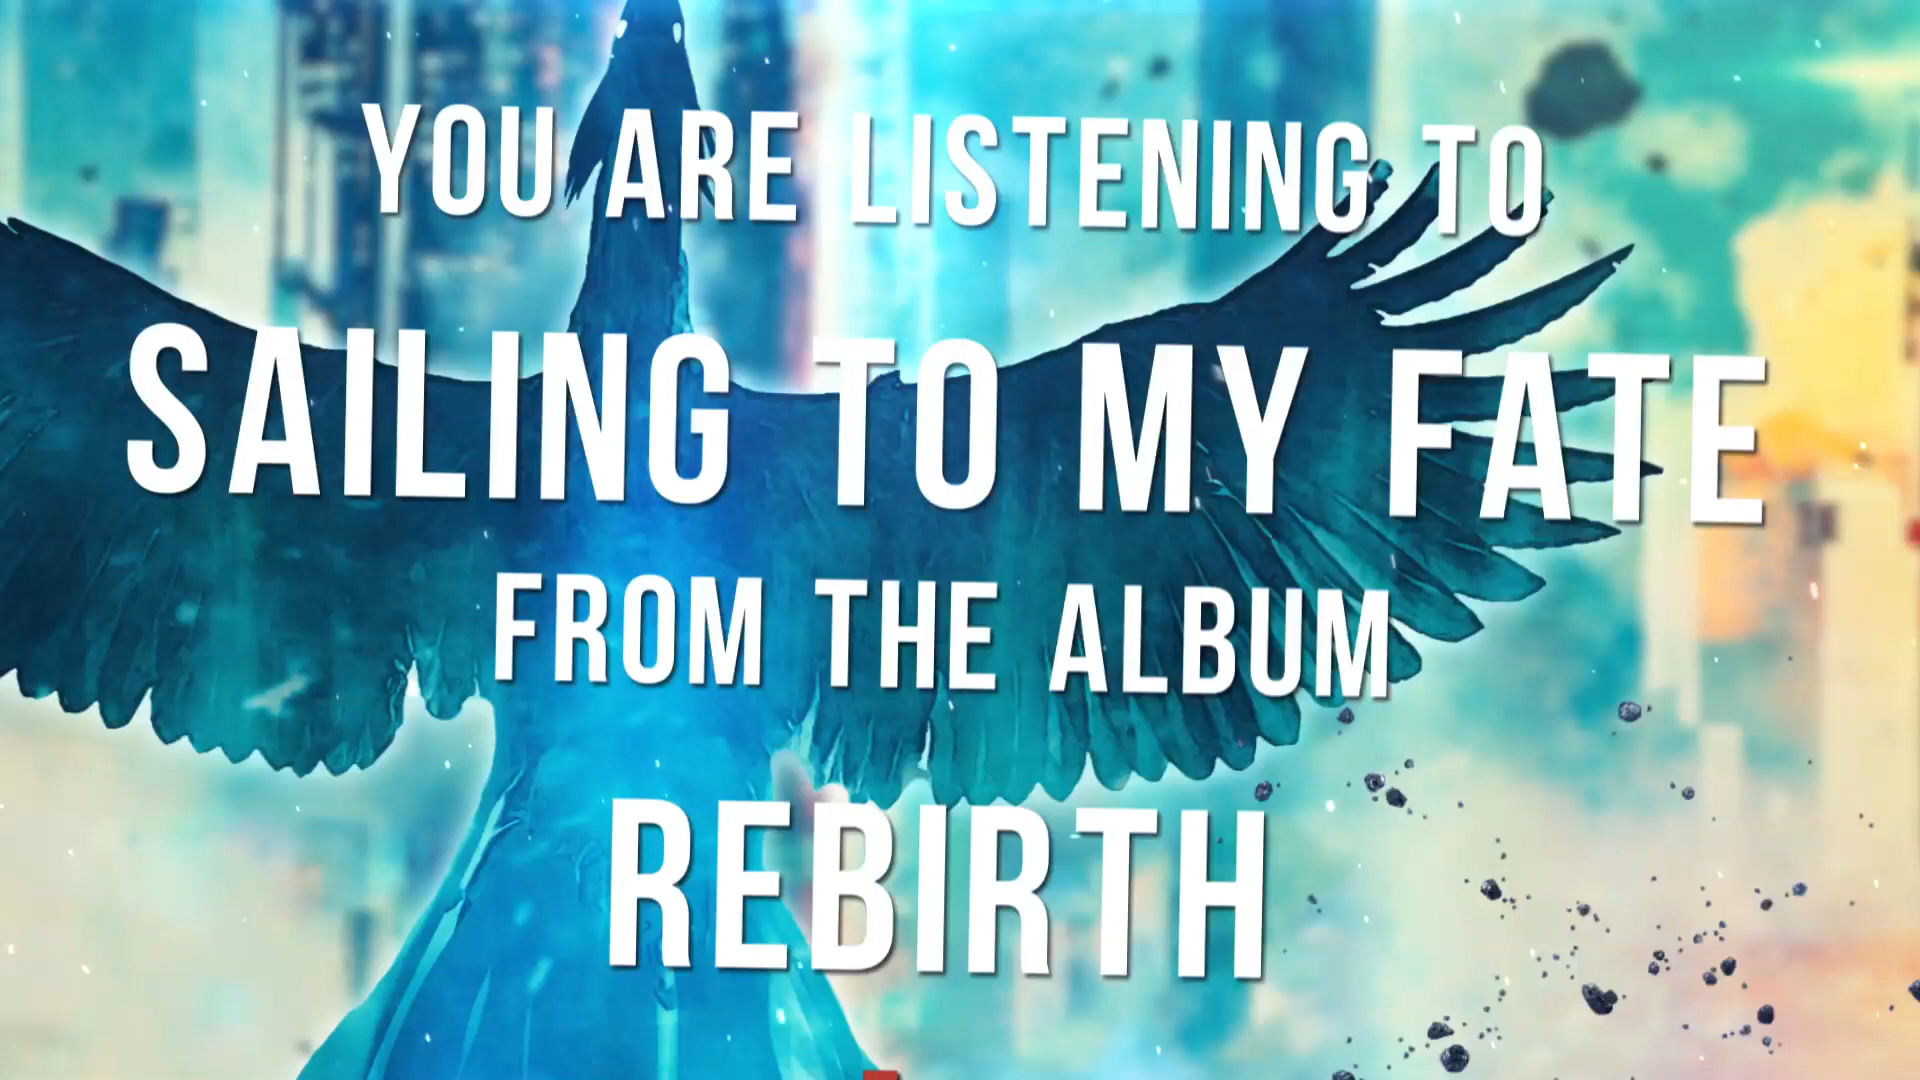 YOU ARE LISTENING TO
SAILING TO MY FATE
FROM THE ALBUM
REBIRTH